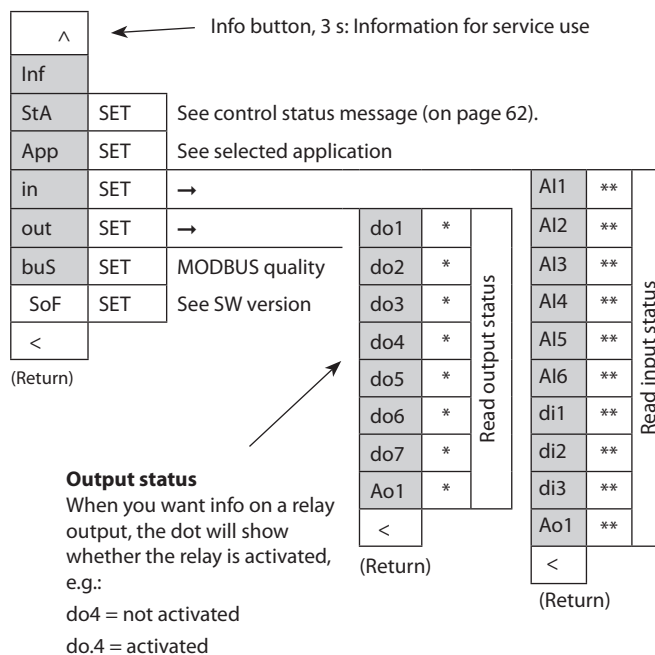 ^
Info button, 3 s: Information for service use
Inf
StA SET See control status message (on page 62).
App SET See selected application
in SET →
out SET →
buS SET MODBUS quality
SoF SET See SW version
<
(Return)
do1 *
do2 *
do3 *
do4 *
do5 *
do6 *
do7 *
Ao1 *
<
(Return)
Read output status
AI1 **
AI2 **
AI3 **
AI4 **
AI5 **
AI6 **
di1 **
di2 **
di3 **
Ao1 **
<
(Return)
Read input status
Output status
When you want info on a relay
output, the dot will show
whether the relay is activated,
e.g.:
do4 = not activated
do.4 = activated